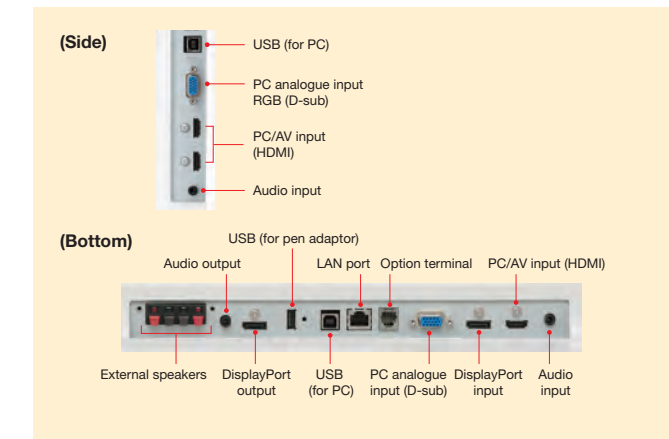 (Side)
USB (for PC)
PC analogue input
RGB (D-sub)
PC/AV input
(HDMI)
Audio input
(Bottom)
USB (for pen adaptor)
Audio output
LAN port
Option terminal
PC/AV input (HDMI)
External speakers
DisplayPort
output
USB
(for PC)
PC analogue
input (D-sub)
DisplayPort
input
Audio
input